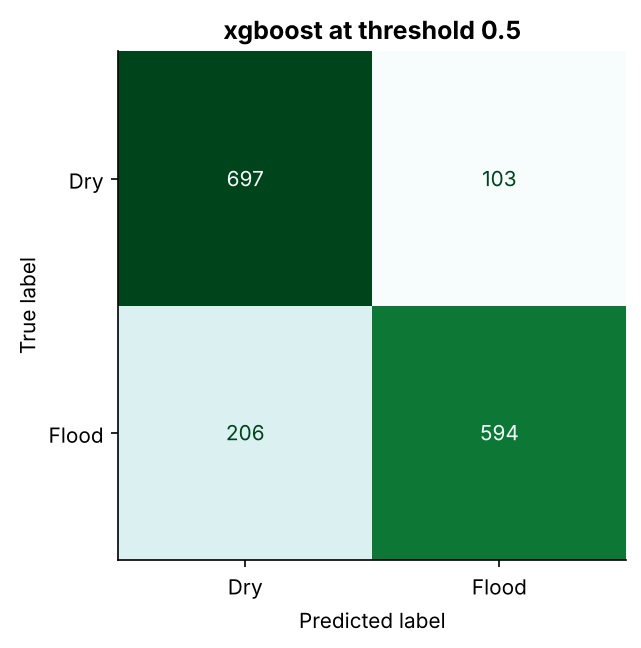 xgboost at threshold 0.5
True label
Dry
697
103
Flood
206
594
Dry
Flood
Predicted label